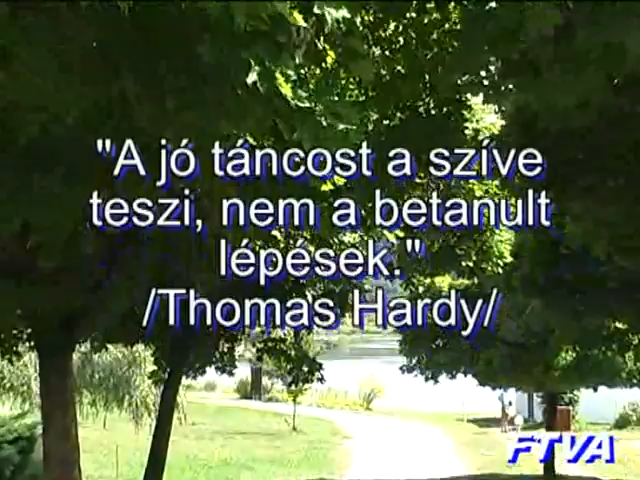 "A jó táncost a szíve
teszi, nem a betanult
lépések."
/Thomas Hardy/
FTVA